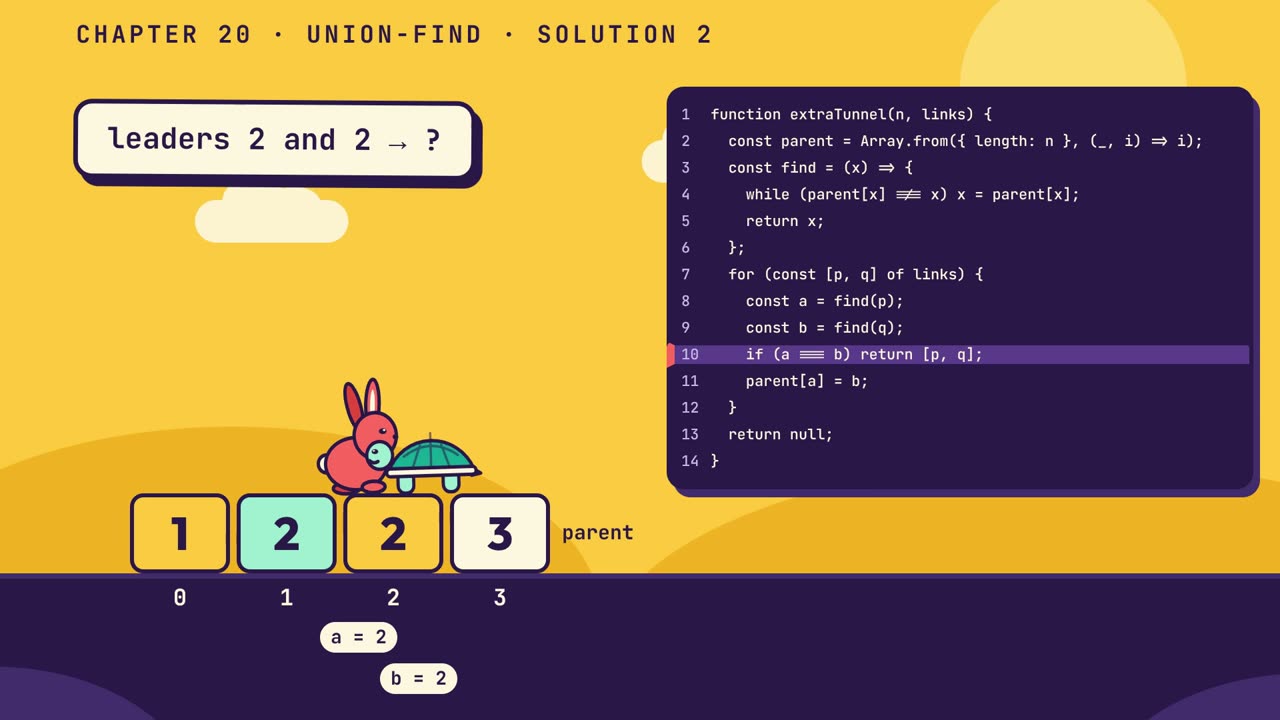 CHAPTER 20 · UNION-FIND · SOLUTION 2
leaders 2 and 2 → ?
1 function extraTunnel(n, links) {
2 const parent = Array.from({ length: n }, (_, i) => i);
3 const find = (x) => {
4 while (parent[x] !== x) x = parent[x];
5 return x;
6 };
7 for (const [p, q] of links) {
8 const a = find(p);
9 const b = find(q);
10 if (a === b) return [p, q];
11 parent[a] = b;
12 }
13 return null;
14 }
1 2 2 3 parent
0 1 2 3
a = 2
b = 2